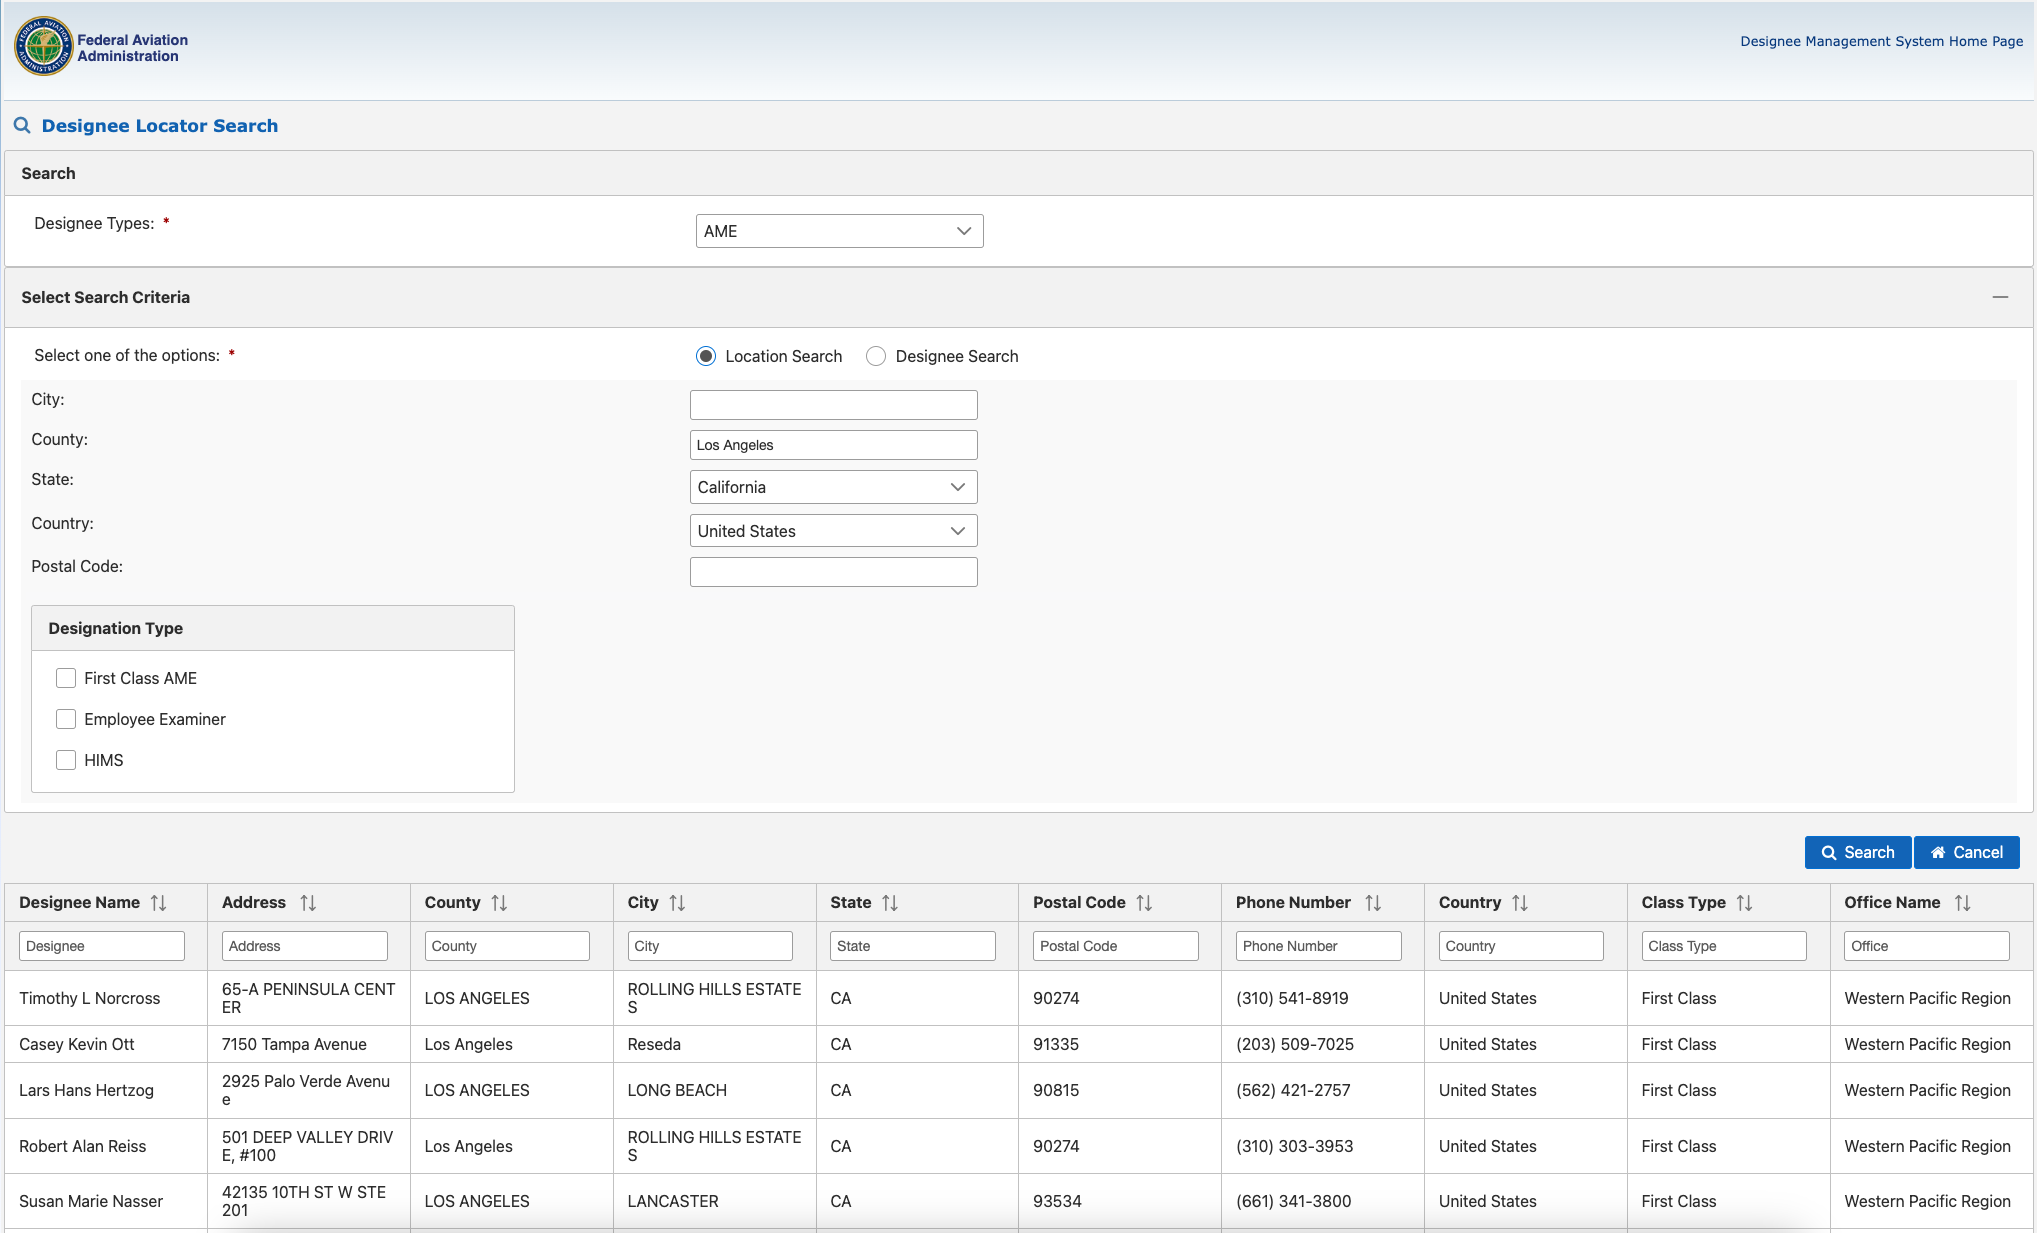 Federal Aviation
Administration
Designee Management System Home Page
Designee Locator Search
Search
Designee Types: *
AME
Select Search Criteria
Select one of the options: *
Location Search
Designee Search
City:
County:
Los Angeles
State:
California
Country:
United States
Postal Code:
Designation Type
First Class AME
Employee Examiner
HIMS
Search
Cancel
Designee Name Address County City State Postal Code Phone Number Country Class Type Office Name
Designee Address County City State Postal Code Phone Number Country Class Type Office
Timothy L Norcross 65-A PENINSULA CENT
ER LOS ANGELES ROLLING HILLS ESTATE
S CA 90274 (310) 541-8919 United States First Class Western Pacific Region
Casey Kevin Ott 7150 Tampa Avenue Los Angeles Reseda CA 91335 (203) 509-7025 United States First Class Western Pacific Region
Lars Hans Hertzog 2925 Palo Verde Avenu
e LOS ANGELES LONG BEACH CA 90815 (562) 421-2757 United States First Class Western Pacific Region
Robert Alan Reiss 501 DEEP VALLEY DRIV
E, #100 Los Angeles ROLLING HILLS ESTATE
S CA 90274 (310) 303-3953 United States First Class Western Pacific Region
Susan Marie Nasser 42135 10TH ST W STE
201 LOS ANGELES LANCASTER CA 93534 (661) 341-3800 United States First Class Western Pacific Region